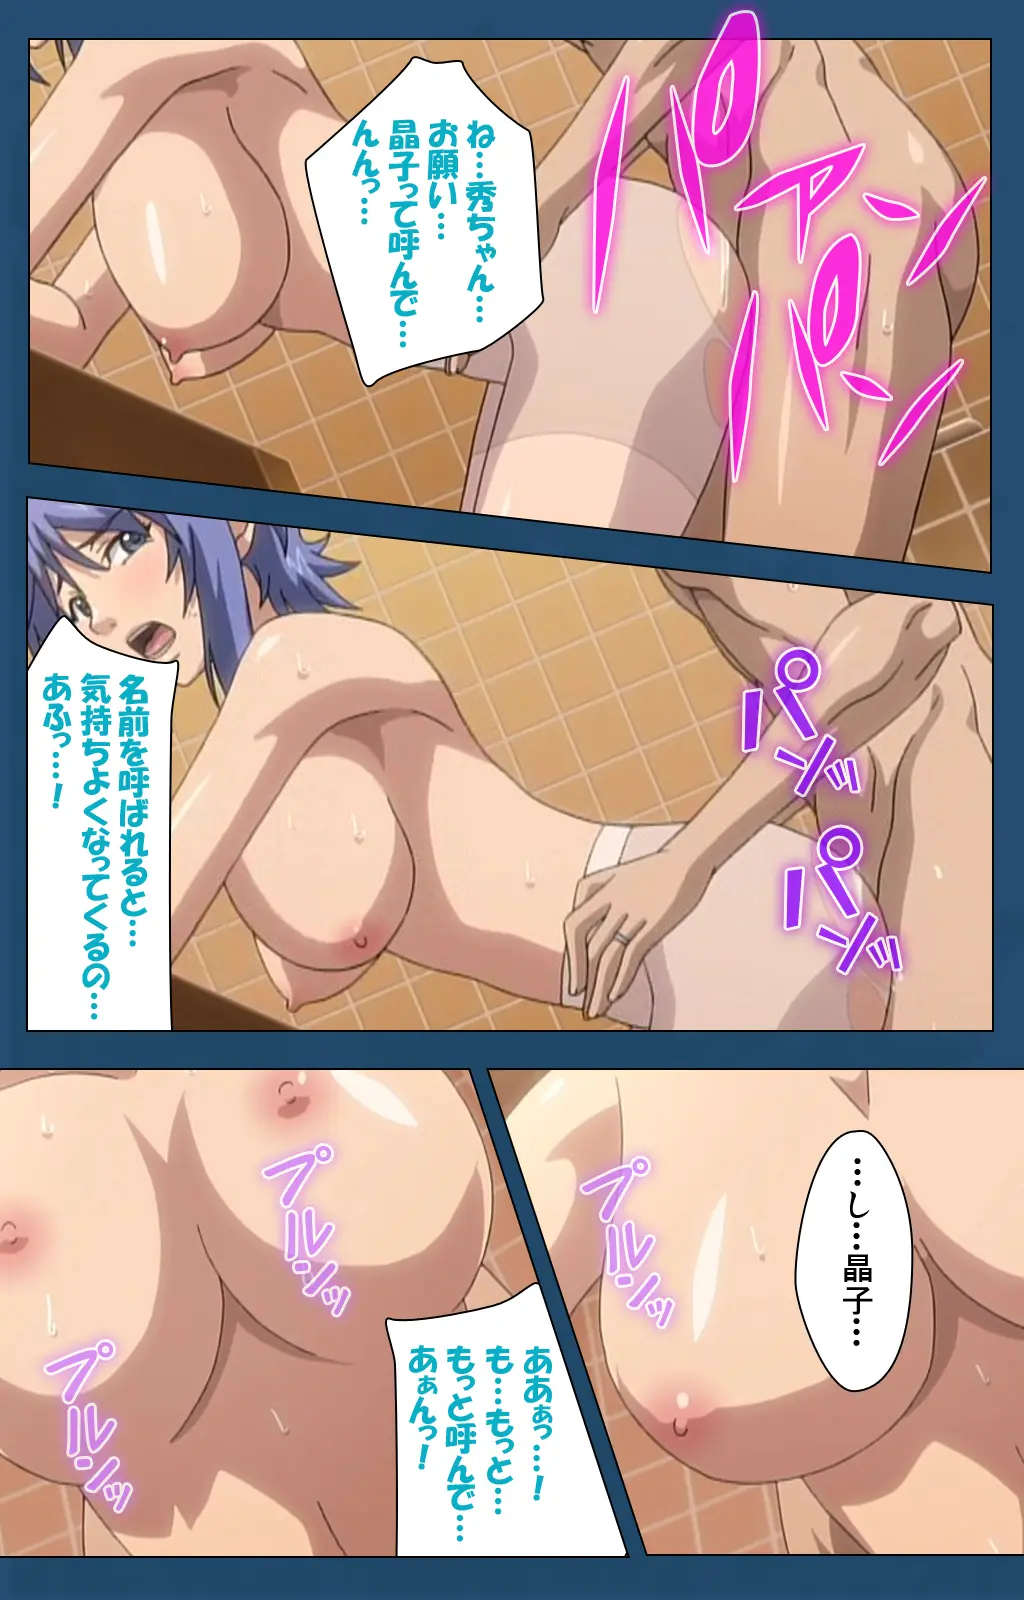 パァン
パァン
ね…秀ちゃん…
お願い…
晶子って呼んで…
んんっ…
パンッ
パンッ
名前を呼ばれると…
気持ちよくなってくるの…
あふっ…！
…し…晶子…
プルンッ
ああぁっ…！
も…もっと…
もっと呼んで…
あぁんっ！
プルンッ
プルンッ